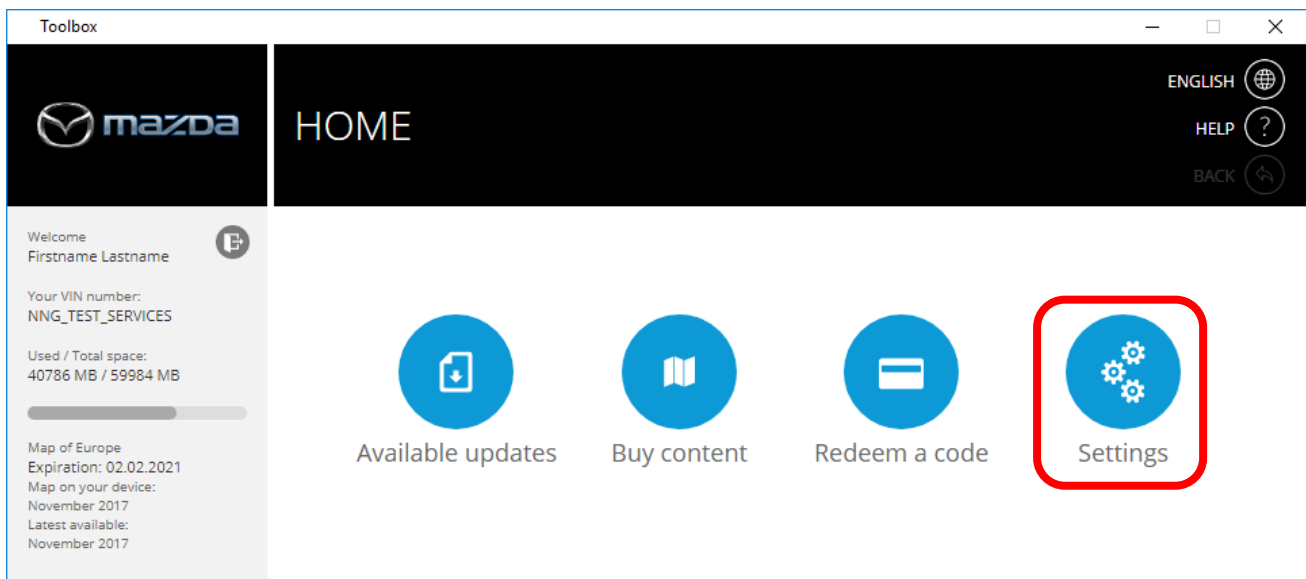 Toolbox
mazda
HOME
ENGLISH
HELP
?
BACK
Welcome
Firstname Lastname
Your VIN number:
NNG_TEST_SERVICES
Used / Total space:
40786 MB / 59984 MB
Map of Europe
Expiration: 02.02.2021
Map on your device:
November 2017
Latest available:
November 2017
Available updates
Buy content
Redeem a code
Settings